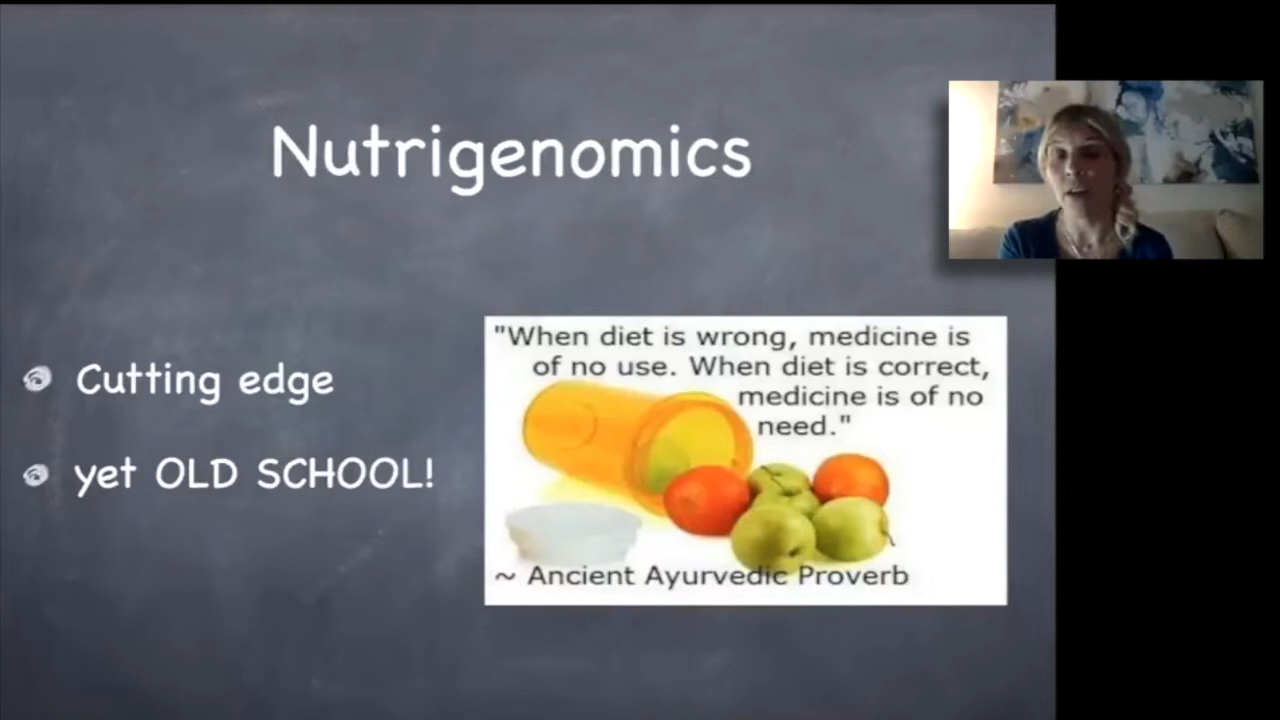 Nutrigenomics
Cutting edge
yet OLD SCHOOL!
"When diet is wrong, medicine is
of no use. When diet is correct,
medicine is of no
need."
~ Ancient Ayurvedic Proverb